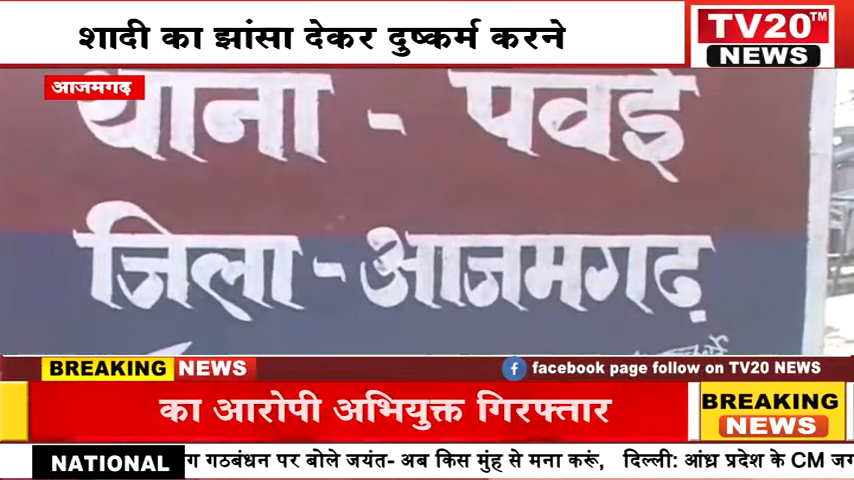 शादी का झांसा देकर दुष्कर्म करने
TV20™
NEWS
आजमगढ़
थाना - पवई
जिला - आजमगढ़
BREAKING NEWS
facebook page follow on TV20 NEWS
का आरोपी अभियुक्त गिरफ्तार
BREAKING
NEWS
NATIONAL
गठबंधन पर बोले जयंत- अब किस मुंह से मना करूं, दिल्ली: आंध्र प्रदेश के CM